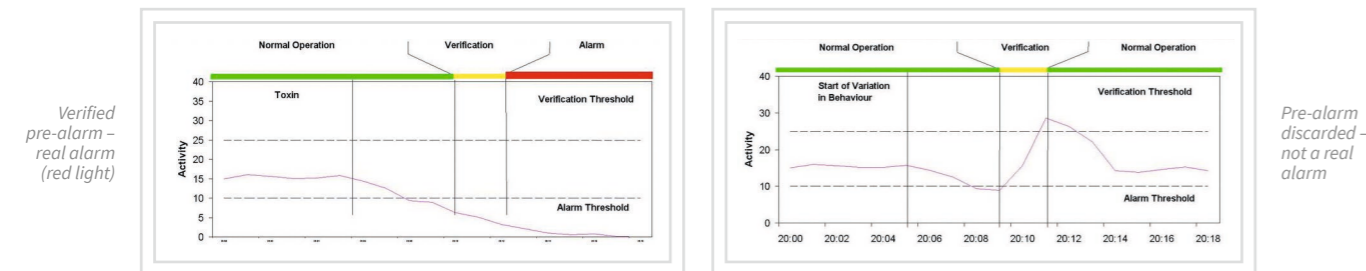 Verified
pre-alarm –
real alarm
(red light)
Normal Operation
Verification
Alarm
Toxin
Verification Threshold
Alarm Threshold
Activity
40
35
30
25
20
15
10
5
0
Normal Operation
Verification
Normal Operation
Start of Variation
in Behaviour
Verification Threshold
Alarm Threshold
Activity
40
30
20
10
0
20:00 20:02 20:04 20:06 20:08 20:10 20:12 20:14 20:16 20:18
Pre-alarm
discarded –
not a real
alarm